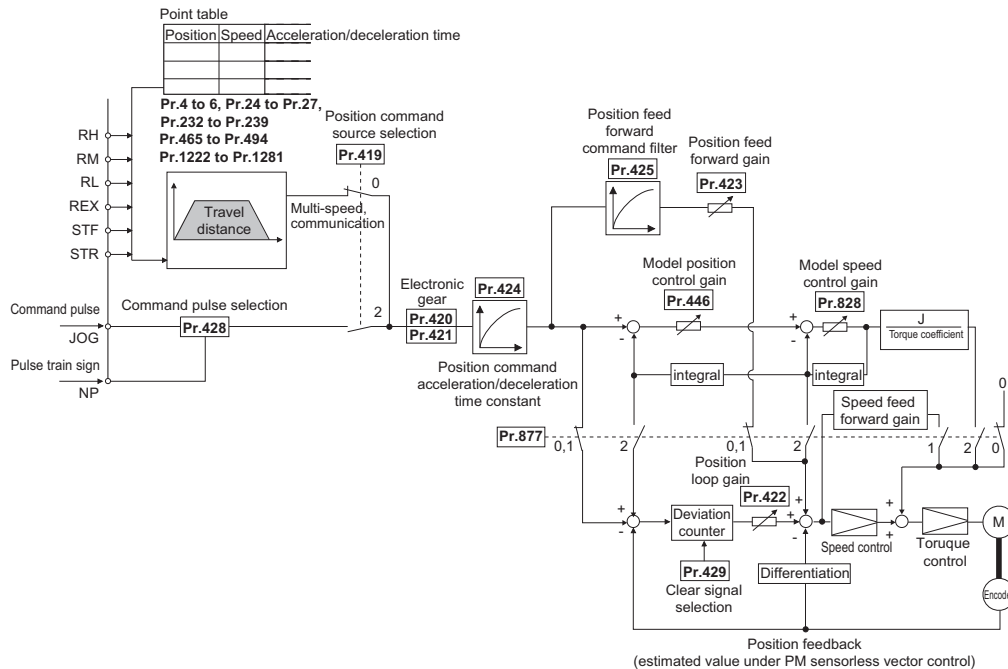 Point table
Position Speed Acceleration/deceleration time
Pr.4 to 6, Pr.24 to Pr.27,
Pr.232 to Pr.239
Pr.465 to Pr.494
Pr.1222 to Pr.1281
RH
RM
RL
REX
STF
STR
Travel
distance
Position command
source selection
Pr.419
0
Multi-speed,
communication
2
Command pulse
JOG
Pulse train sign
NP
Command pulse selection
Pr.428
Electronic
gear
Pr.420
Pr.421
Pr.424
Position command
acceleration/deceleration
time constant
Position feed
forward
command filter
Pr.425
Position feed
forward gain
Pr.423
Model position
control gain
Pr.446
Model speed
control gain
Pr.828
J
Torque coefficient
+
-
+
-
integral
integral
Speed feed
forward gain
0
Pr.877
0,1
2
0,1
2
1
2
0
Position
loop gain
Pr.422
+
+
-
Deviation
counter
Pr.429
Clear signal
selection
+
+
-
Differentiation
Speed control
+
+
Toruque
control
M
Encode
Position feedback
(estimated value under PM sensorless vector control)